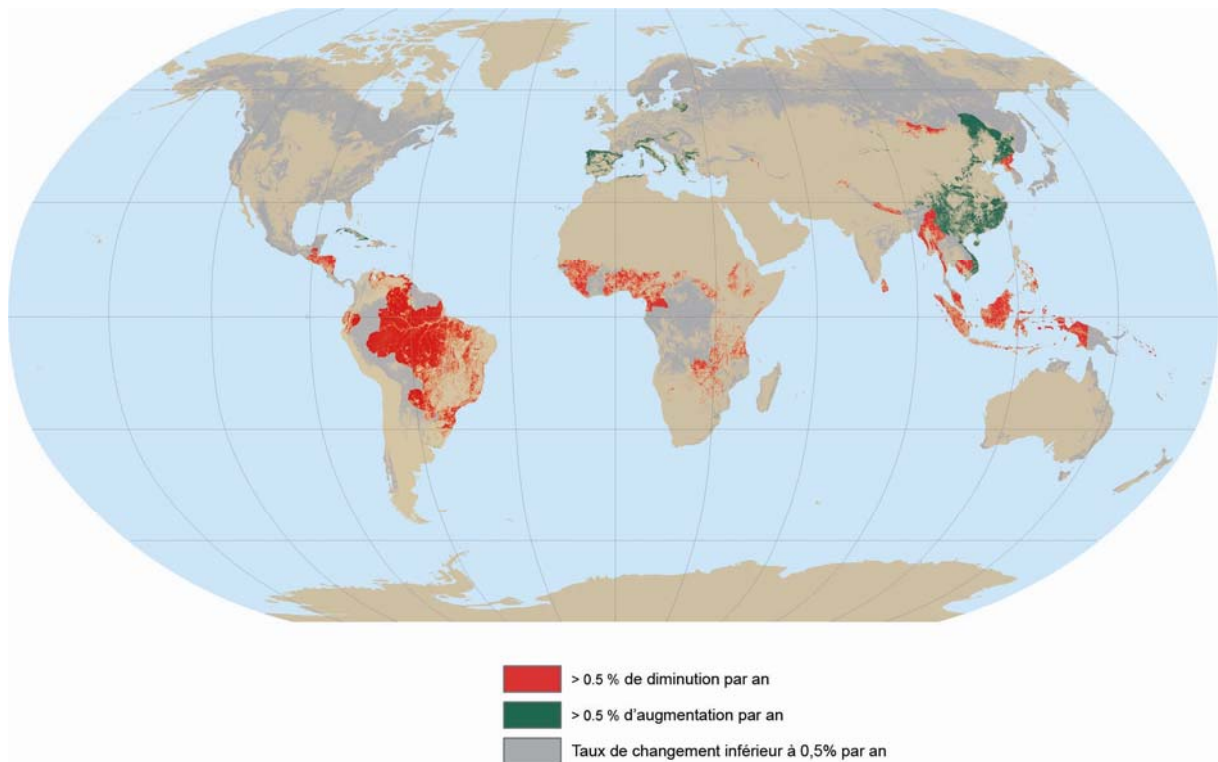 > 0.5 % de diminution par an
> 0.5 % d'augmentation par an
Taux de changement inférieur à 0,5% par an